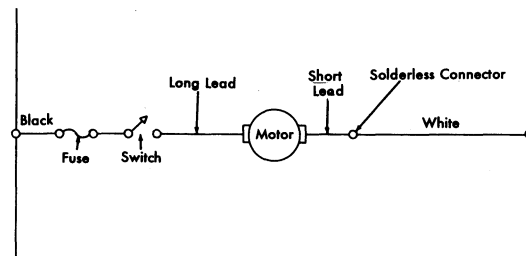 Black
Fuse
Switch
Long Lead
Motor
Short
Lead
Solderless Connector
White